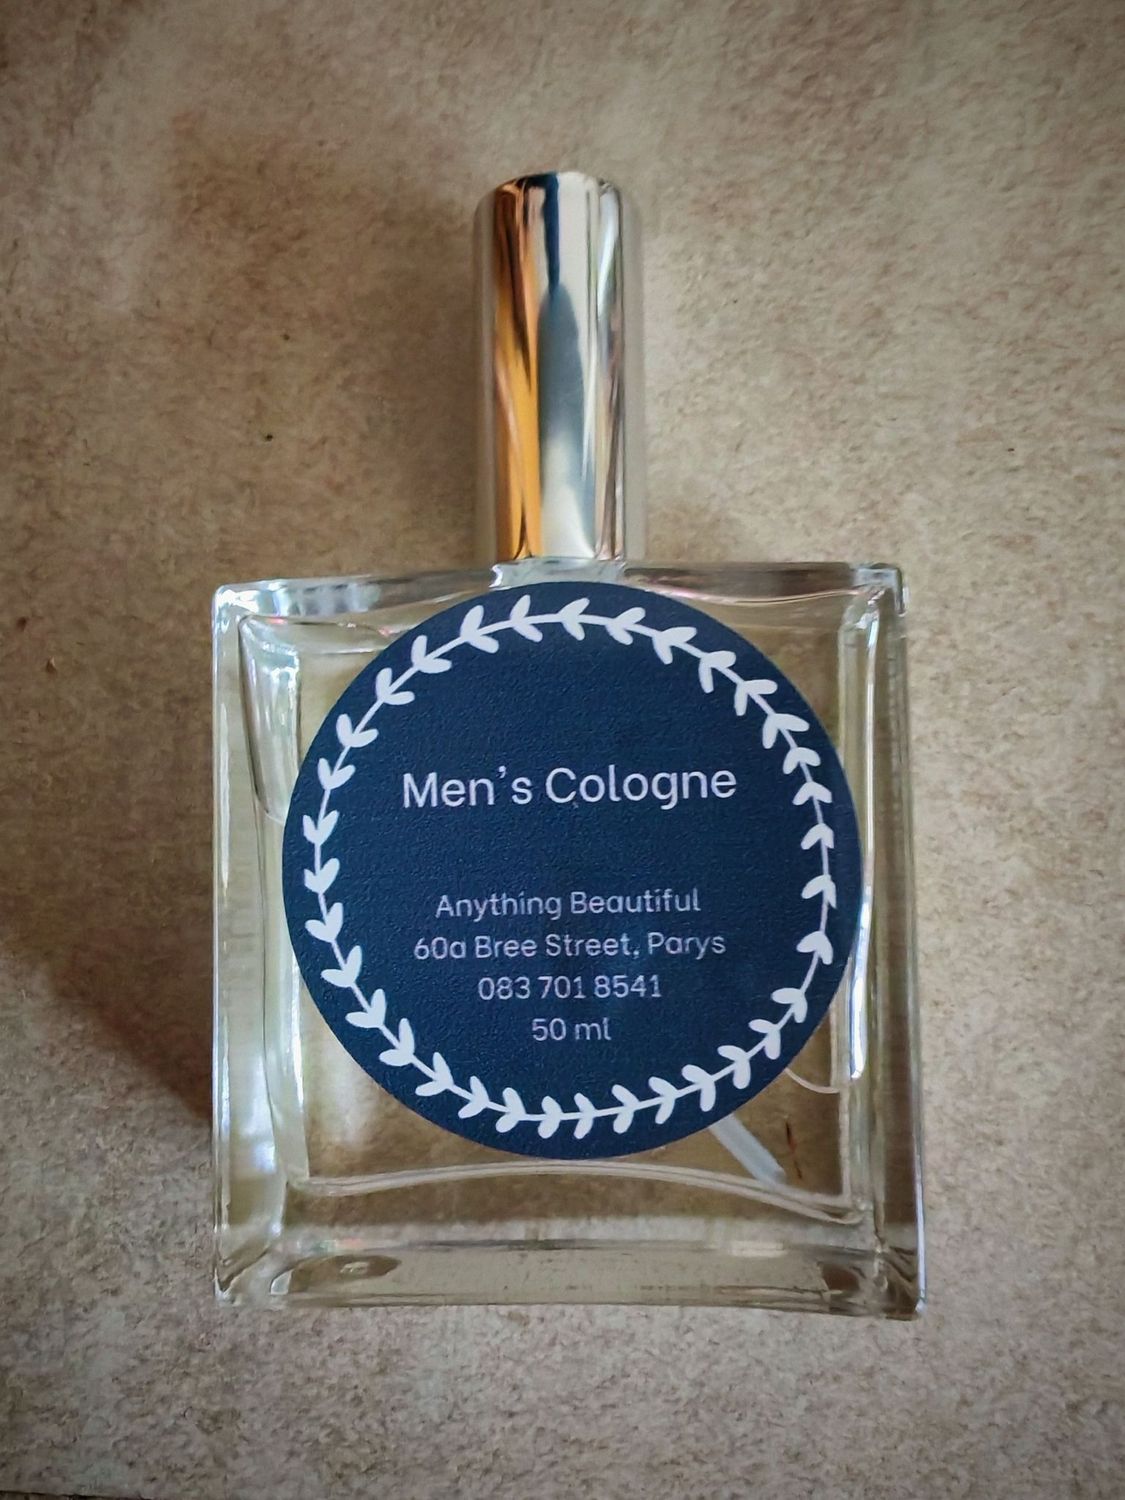 Men's Cologne
Anything Beautiful
60a Bree Street, Parys
083 701 8541
50 ml